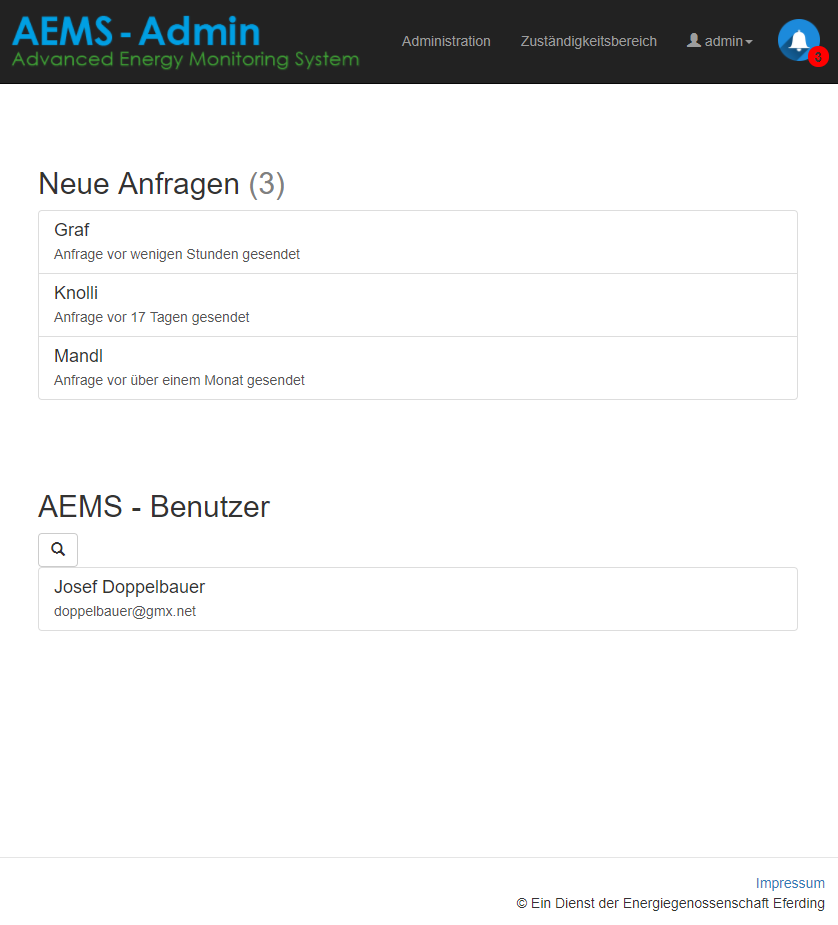 AEMS - Admin
Advanced Energy Monitoring System
Administration
Zuständigkeitsbereich
admin
3
Neue Anfragen (3)
Graf
Anfrage vor wenigen Stunden gesendet
Knolli
Anfrage vor 17 Tagen gesendet
Mandl
Anfrage vor über einem Monat gesendet
AEMS - Benutzer
Josef Doppelbauer
doppelbauer@gmx.net
Impressum
© Ein Dienst der Energiegenossenschaft Eferding